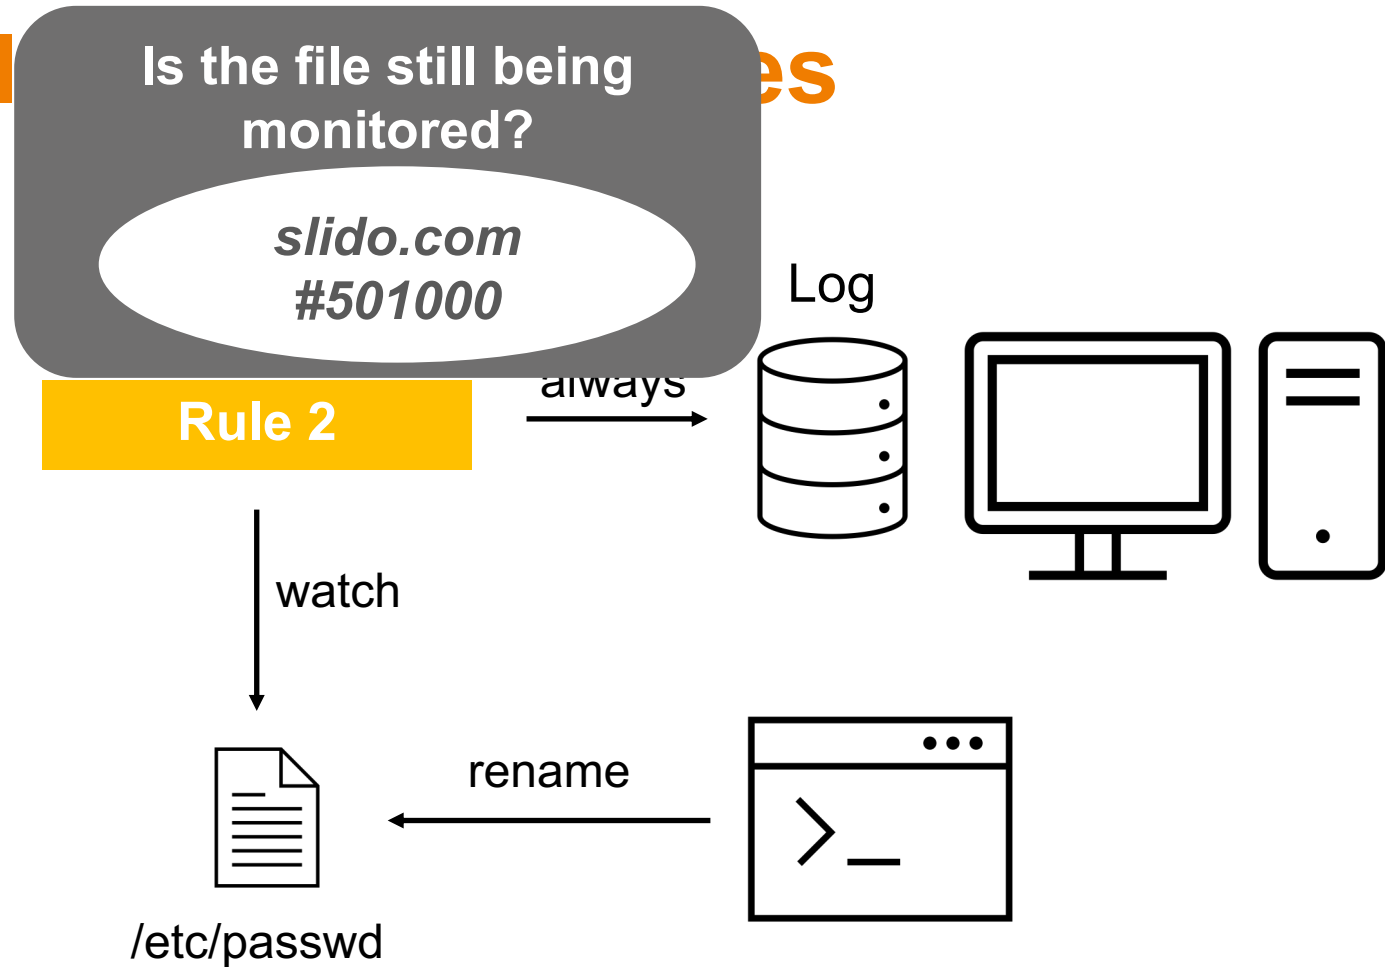 Is the file still being
monitored?
slido.com
#501000
Log
always
Rule 2
watch
rename
>_
/etc/passwd